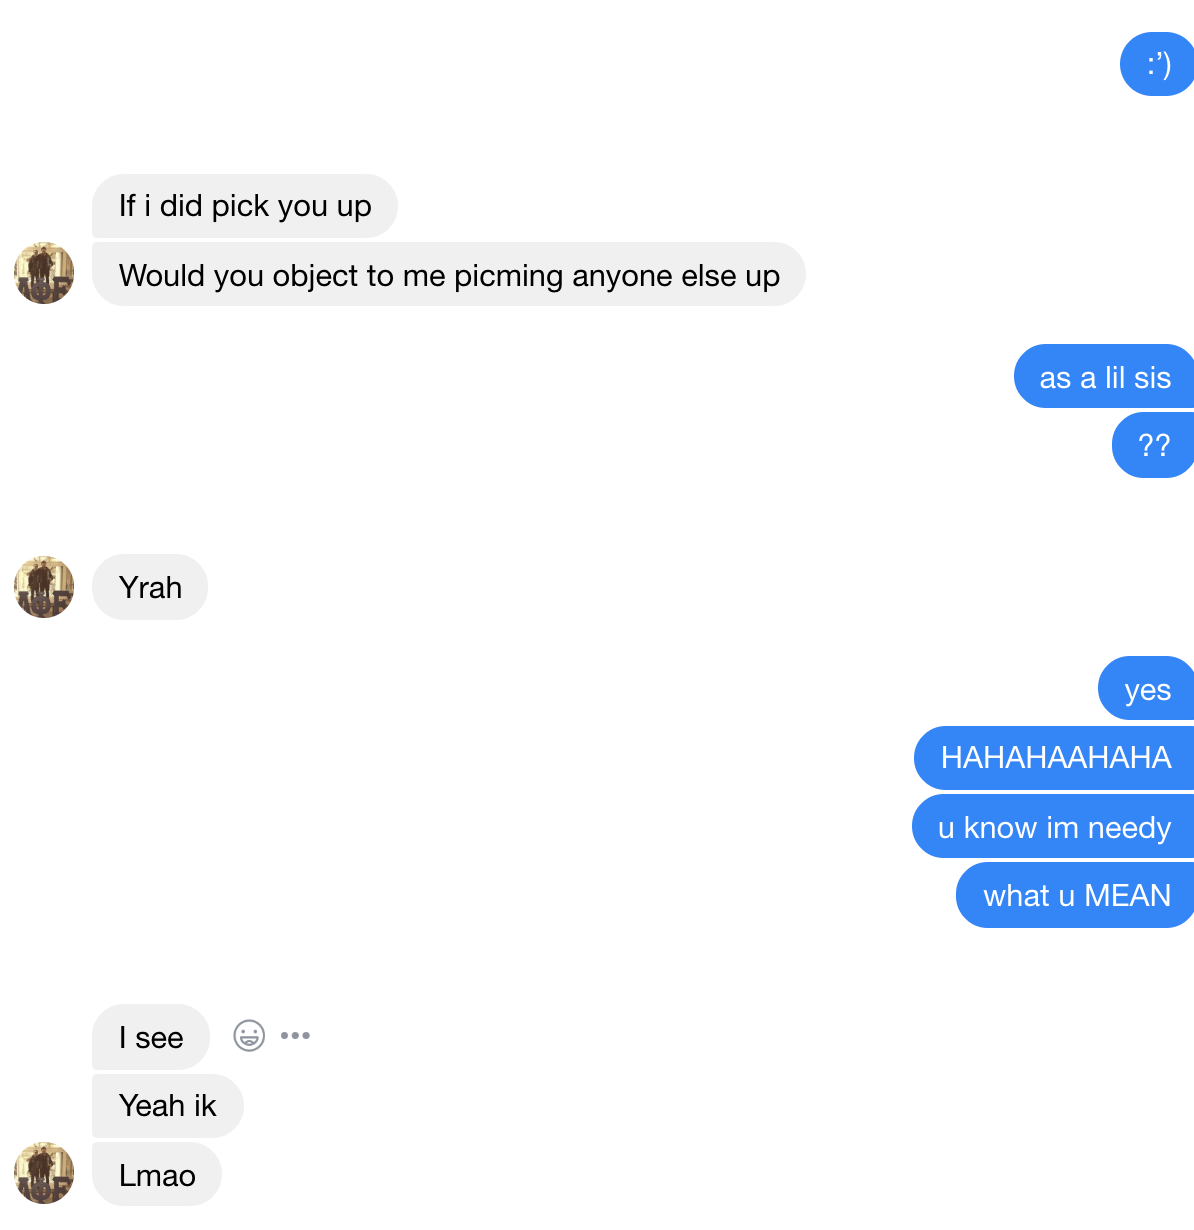 :’)
If i did pick you up
Would you object to me picming anyone else up
as a lil sis
??
Yrah
yes
HAHAHAAHAHA
u know im needy
what u MEAN
I see
Yeah ik
Lmao